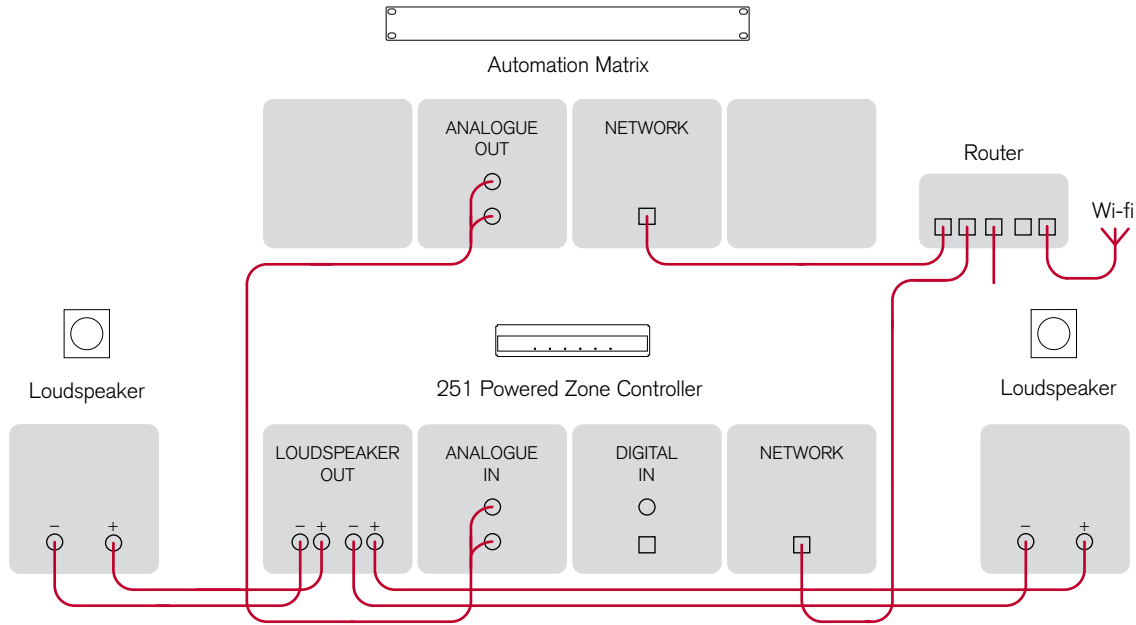 Automation Matrix
ANALOGUE
OUT
NETWORK
Router
Wi-fi
Loudspeaker
251 Powered Zone Controller
Loudspeaker
LOUDSPEAKER
OUT
ANALOGUE
IN
DIGITAL
IN
NETWORK
– +
– + – +
– +